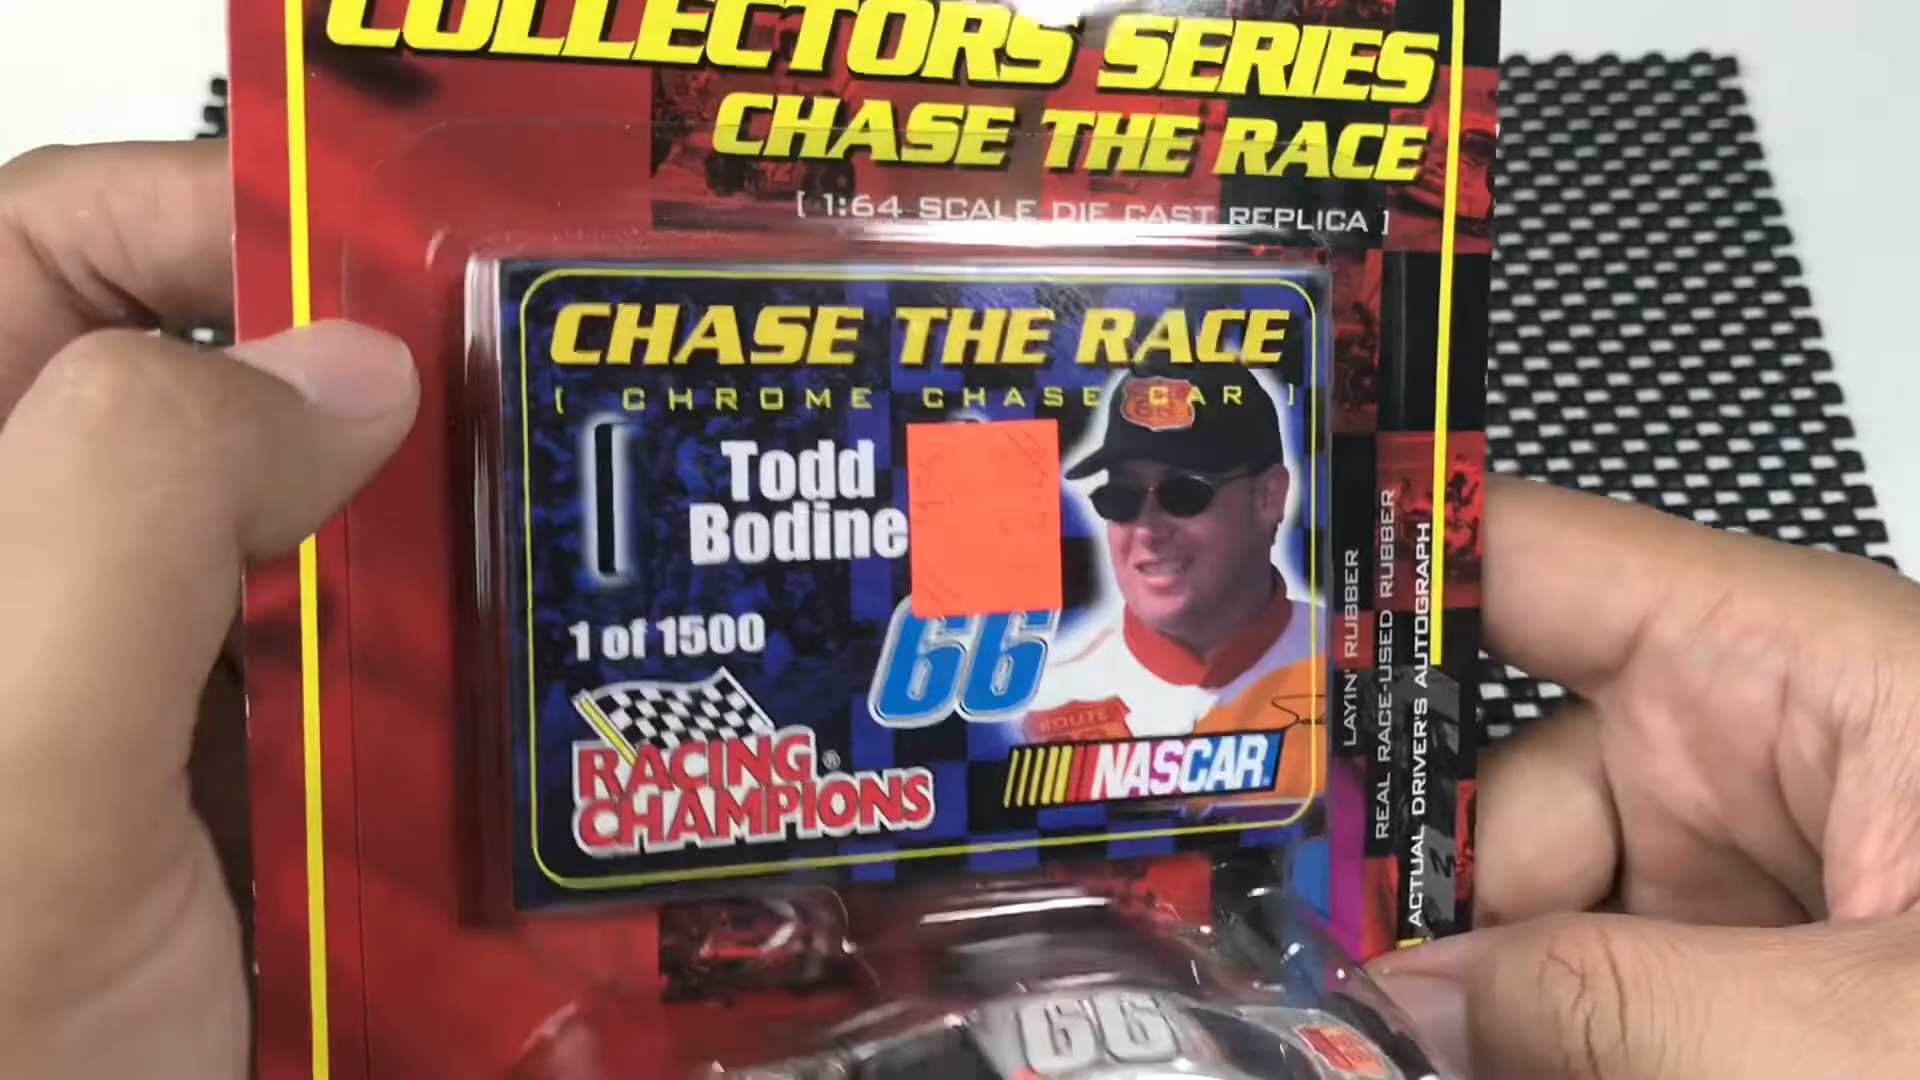 COLLECTORS SERIES
CHASE THE RACE
[ 1:64 SCALE DIE CAST REPLICA ]
CHASE THE RACE
[ CHROME CHASE CAR ]
Todd
Bodine
1 of 1500
66
ROUTE
RACING
CHAMPIONS®
NASCAR
LAYIN' RUBBER
REAL RACE-USED RUBBER
ACTUAL DRIVER'S AUTOGRAPH
66